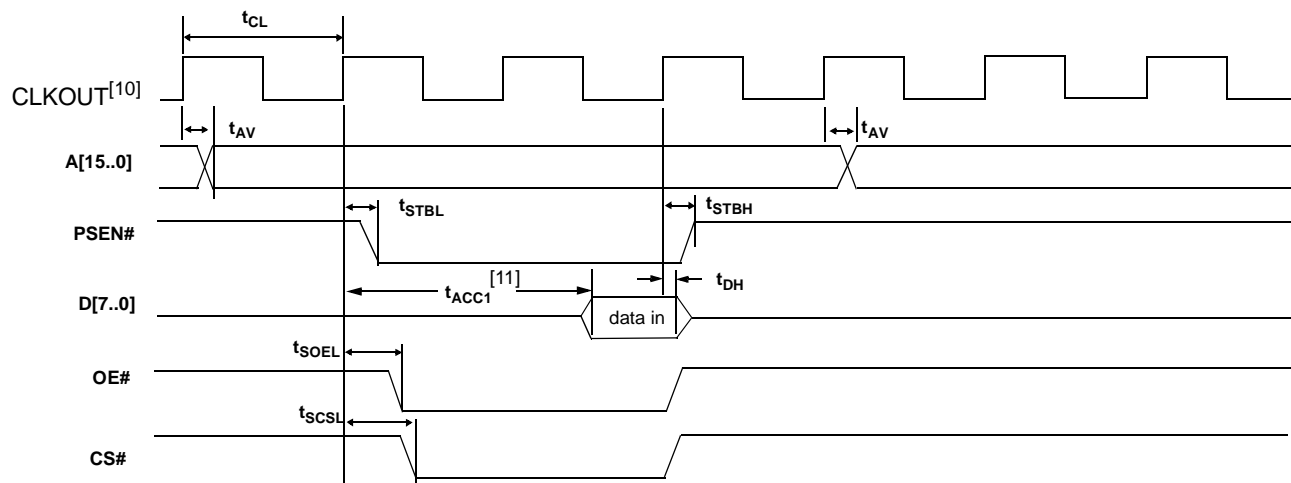 tCL
CLKOUT[10]
tAV
tAV
A[15..0]
tSTBL
tSTBH
PSEN#
[11]
tACC1
tDH
D[7..0]
data in
tSOEL
OE#
tSCSL
CS#